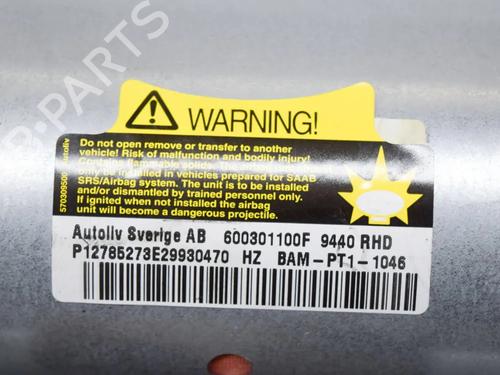 WARNING!
Do not open remove or transfer to another
vehicle! Risk of malfunction and bodily injury!
Contains flammable solids.
only be installed in vehicles prepared for SAAB
SRS/Airbag system. The unit is to be installed
and/or dismantled by trained personnel only.
If ignited when not installed the airbag
unit will become a dangerous projectile.
Autoliv Sverige AB 600301100F 9440 RHD
P12785273E29930470 HZ BAM-PT1-1046